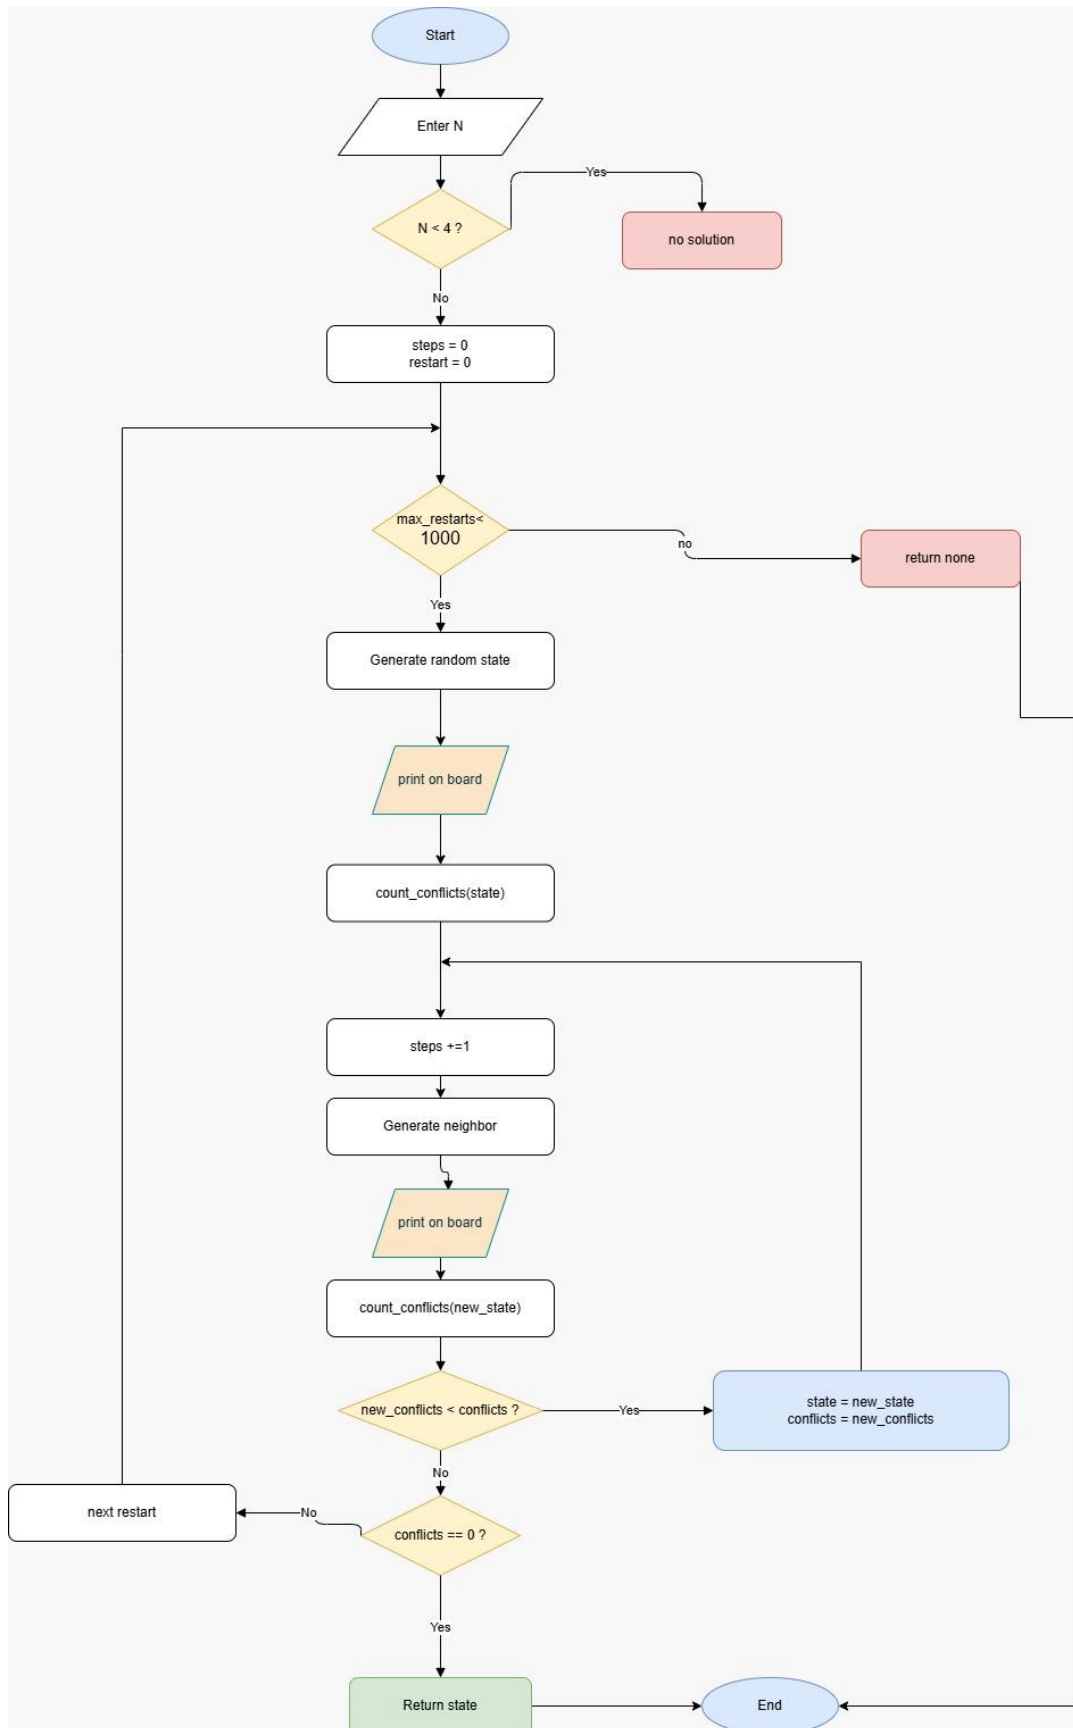 Start
Enter N
Yes
N < 4 ?
no solution
No
steps = 0
restart = 0
max_restarts<
1000
no
return none
Yes
Generate random state
print on board
count_conflicts(state)
steps +=1
Generate neighbor
print on board
count_conflicts(new_state)
new_conflicts < conflicts ?
Yes
state = new_state
conflicts = new_conflicts
No
next restart
No
conflicts == 0 ?
Yes
Return state
End